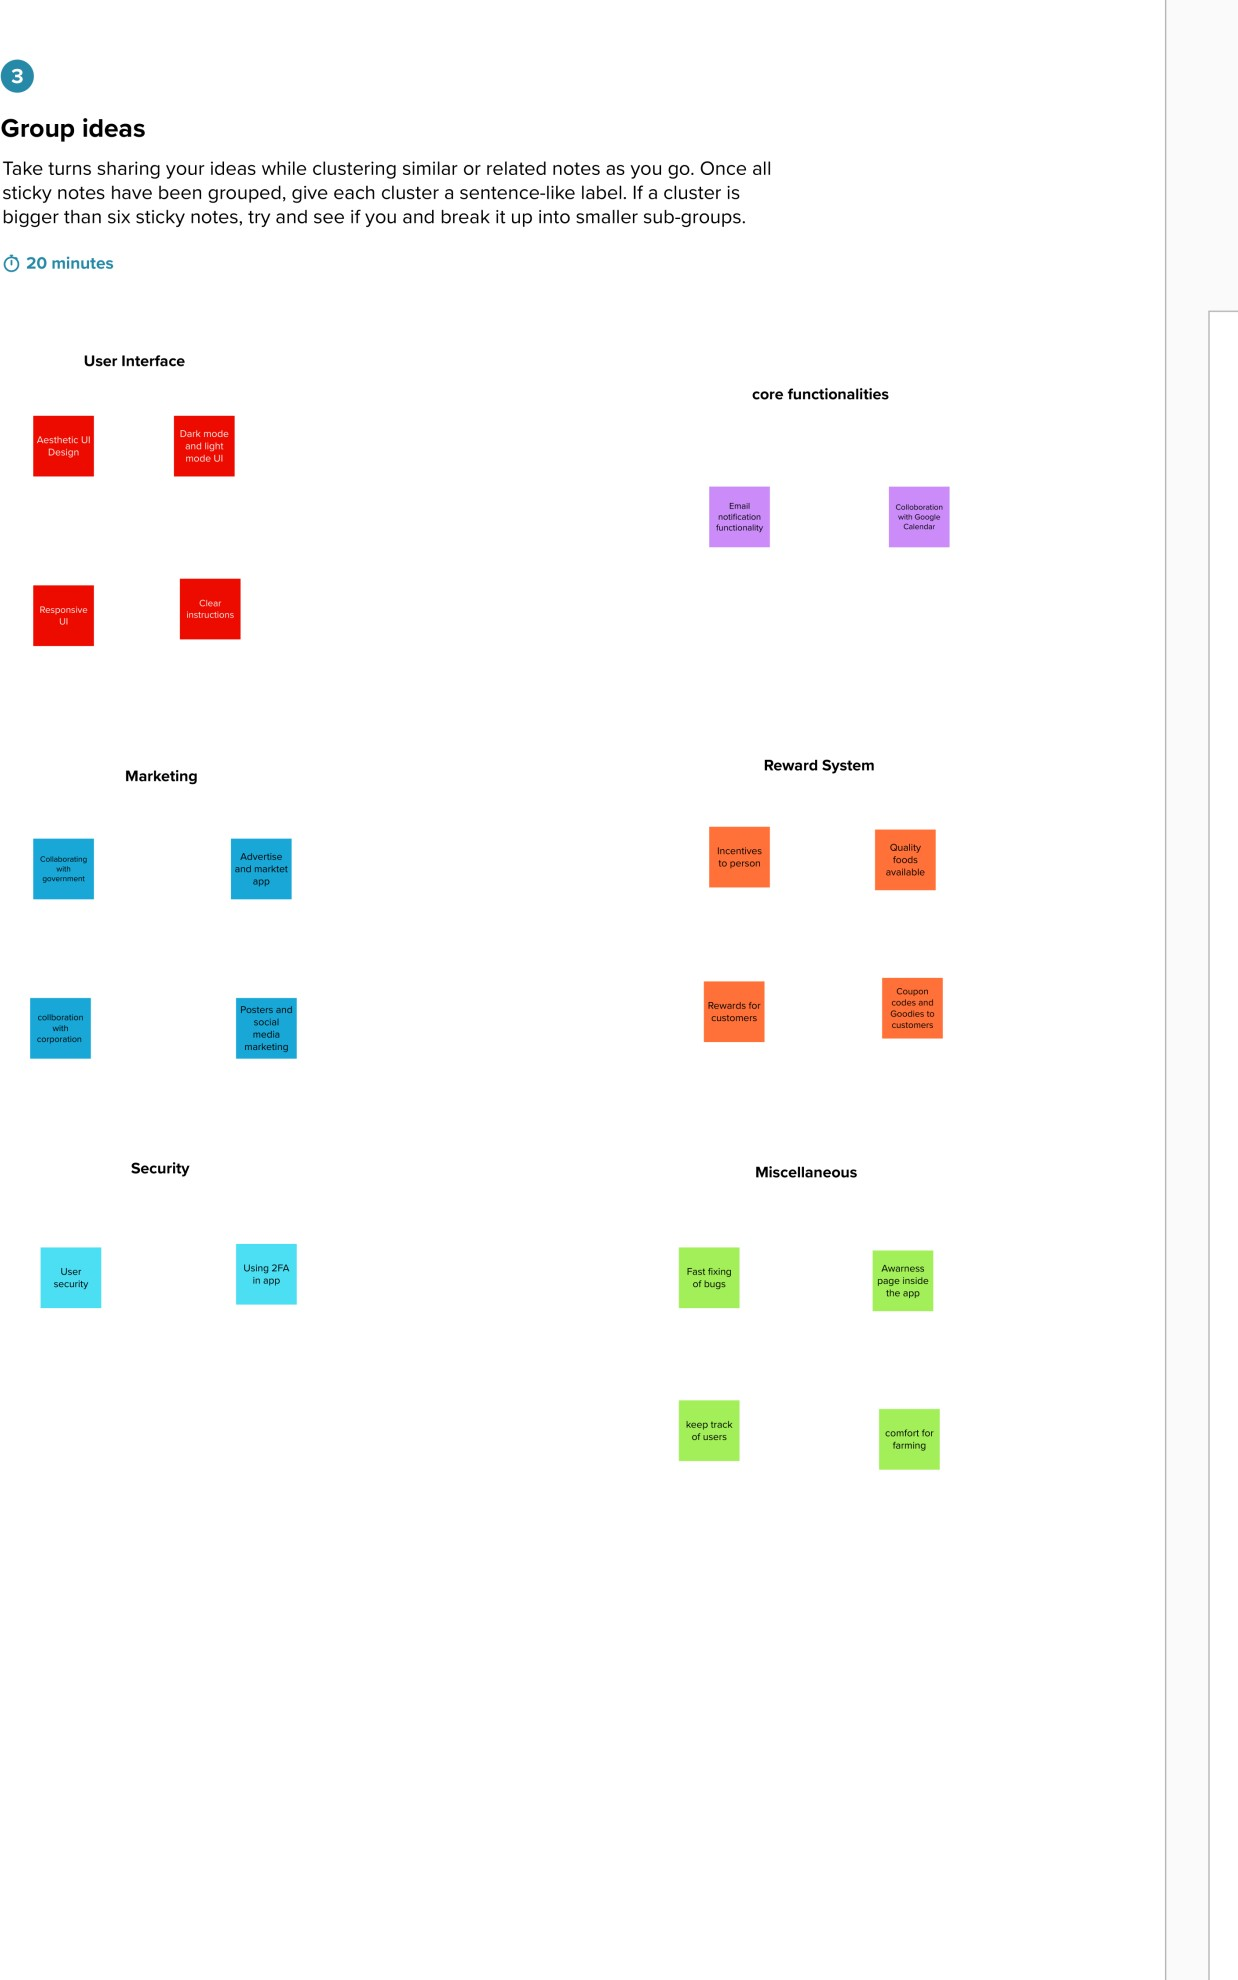 3
Group ideas
Take turns sharing your ideas while clustering similar or related notes as you go. Once all
sticky notes have been grouped, give each cluster a sentence-like label. If a cluster is
bigger than six sticky notes, try and see if you and break it up into smaller sub-groups.
20 minutes
User Interface
Aesthetic UI
Design
Dark mode
and light
mode UI
Responsive
UI
Clear
instructions
core functionalities
Email
notification
functionality
Colloboration
with Google
Calendar
Marketing
Collaborating
with
government
Advertise
and marktet
app
collboration
with
corporation
Posters and
social
media
marketing
Reward System
Incentives
to person
Quality
foods
available
Rewards for
customers
Coupon
codes and
Goodies to
customers
Security
User
security
Using 2FA
in app
Miscellaneous
Fast fixing
of bugs
Awarness
page inside
the app
keep track
of users
comfort for
farming